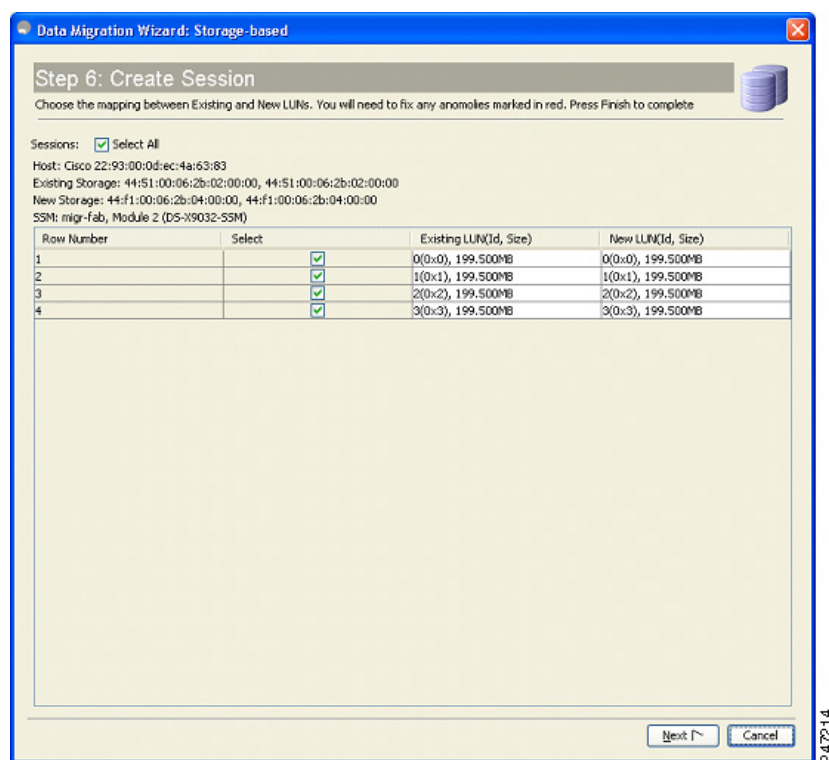 Data Migration Wizard: Storage-based
Step 6: Create Session
Choose the mapping between Existing and New LUNs. You will need to fix any anomolies marked in red. Press Finish to complete
Sessions: Select All
Host: Cisco 22:93:00:0d:ec:4a:63:83
Existing Storage: 44:51:00:06:2b:02:00:00, 44:51:00:06:2b:02:00:00
New Storage: 44:f1:00:06:2b:04:00:00, 44:f1:00:06:2b:04:00:00
SSM: migr-fab, Module 2 (DS-X9032-SSM)
Row Number Select Existing LUN(Id, Size) New LUN(Id, Size)
1 0(0x0), 199.500MB 0(0x0), 199.500MB
2 1(0x1), 199.500MB 1(0x1), 199.500MB
3 2(0x2), 199.500MB 2(0x2), 199.500MB
4 3(0x3), 199.500MB 3(0x3), 199.500MB
Next Cancel
247214